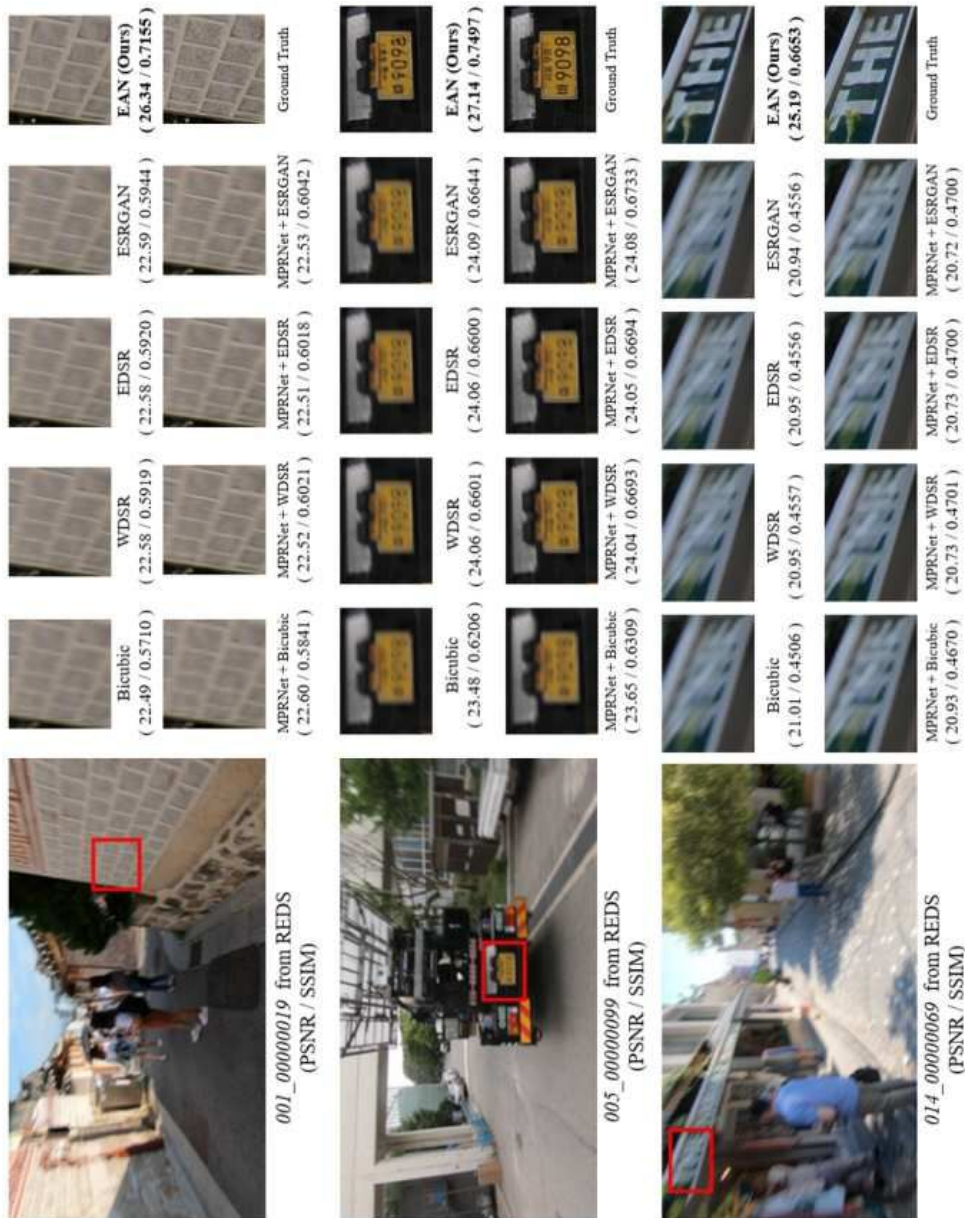 001_00000019 from REDS
(PSNR / SSIM)
Bicubic
( 22.49 / 0.5710 )
WDSR
( 22.58 / 0.5919 )
EDSR
( 22.58 / 0.5920 )
ESRGAN
( 22.59 / 0.5944 )
EAN (Ours)
( 26.34 / 0.7155 )
MPRNet + Bicubic
( 22.60 / 0.5841 )
MPRNet + WDSR
( 22.52 / 0.6021 )
MPRNet + EDSR
( 22.51 / 0.6018 )
MPRNet + ESRGAN
( 22.53 / 0.6042 )
Ground Truth
005_00000099 from REDS
(PSNR / SSIM)
Bicubic
( 23.48 / 0.6206 )
WDSR
( 24.06 / 0.6601 )
EDSR
( 24.06 / 0.6600 )
ESRGAN
( 24.09 / 0.6644 )
9098
EAN (Ours)
( 27.14 / 0.7497 )
MPRNet + Bicubic
( 23.65 / 0.6309 )
MPRNet + WDSR
( 24.04 / 0.6693 )
MPRNet + EDSR
( 24.05 / 0.6694 )
MPRNet + ESRGAN
( 24.08 / 0.6733 )
9098
Ground Truth
014_00000069 from REDS
(PSNR / SSIM)
Bicubic
( 21.01 / 0.4506 )
WDSR
( 20.95 / 0.4557 )
EDSR
( 20.95 / 0.4556 )
ESRGAN
( 20.94 / 0.4556 )
THE
EAN (Ours)
( 25.19 / 0.6653 )
MPRNet + Bicubic
( 20.93 / 0.4670 )
MPRNet + WDSR
( 20.73 / 0.4701 )
MPRNet + EDSR
( 20.73 / 0.4700 )
MPRNet + ESRGAN
( 20.72 / 0.4700 )
THE
Ground Truth